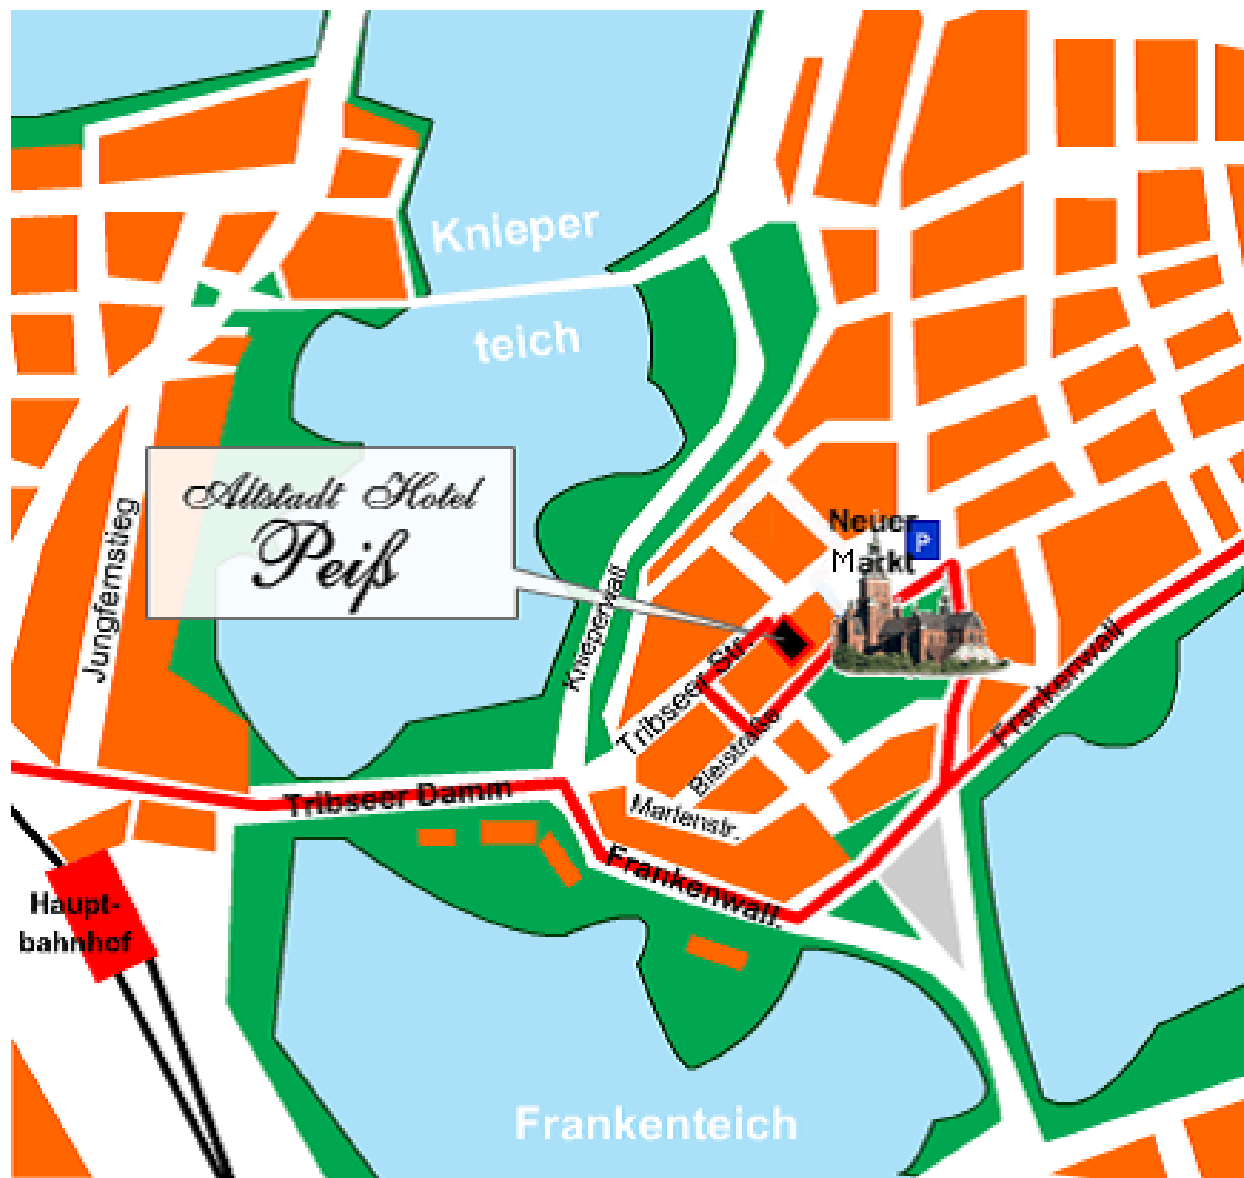 Knieper
teich
Altstadt Hotel
Peiß
Jungfernstieg
Knieperwall
Neuer
Markt
P
Tribseer Str.
Bleistraße
Marienstr.
Frankenwall
Tribseer Damm
Frankenwall.
Haupt-
bahnhof
Frankenteich